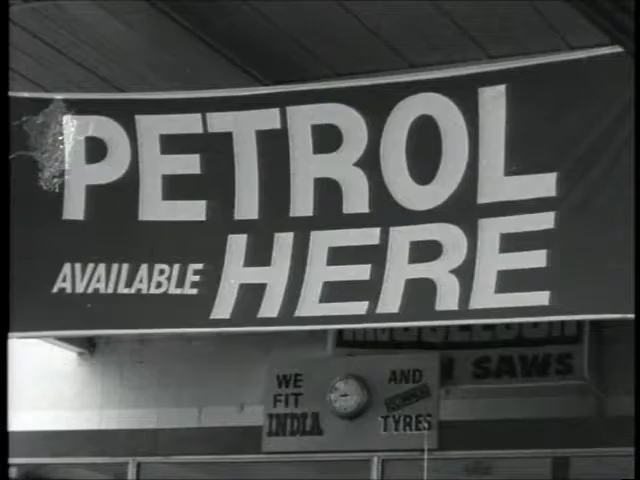 PETROL
AVAILABLE HERE
SAWS
WE FIT INDIA
AND
TYRES